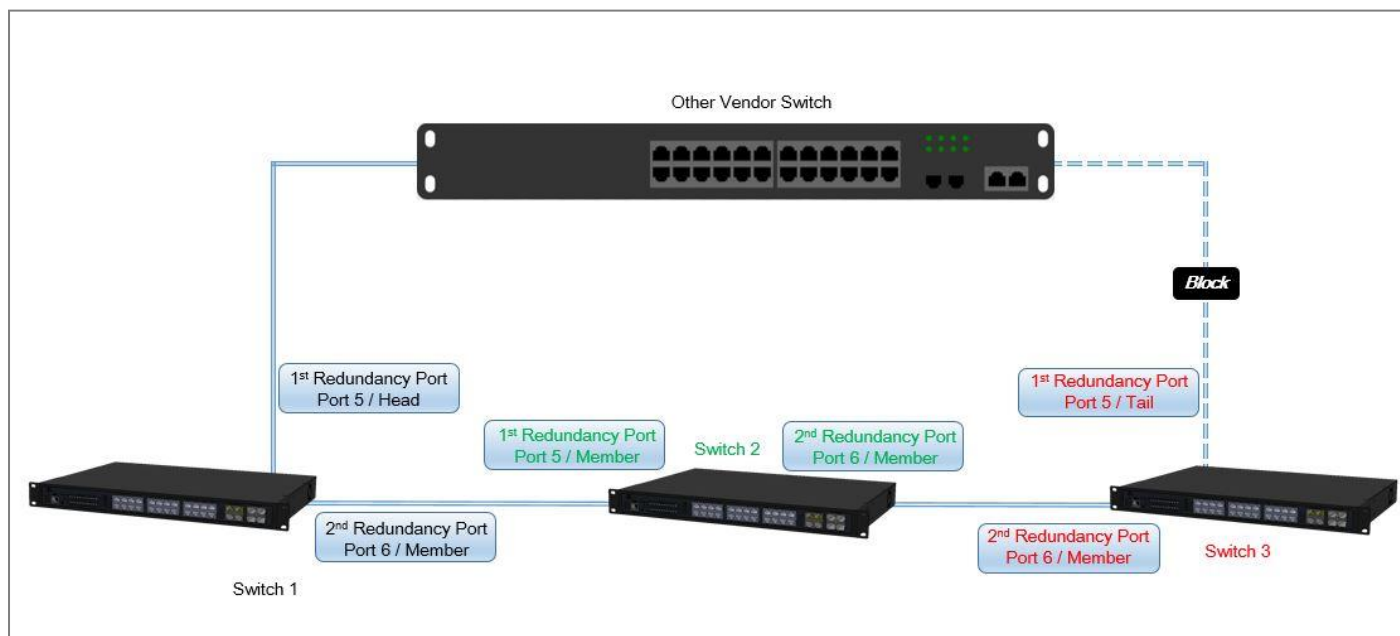 Other Vendor Switch
Block
1st Redundancy Port
Port 5 / Head
1st Redundancy Port
Port 5 / Tail
1st Redundancy Port
Port 5 / Member
Switch 2
2nd Redundancy Port
Port 6 / Member
2nd Redundancy Port
Port 6 / Member
2nd Redundancy Port
Port 6 / Member
Switch 3
Switch 1